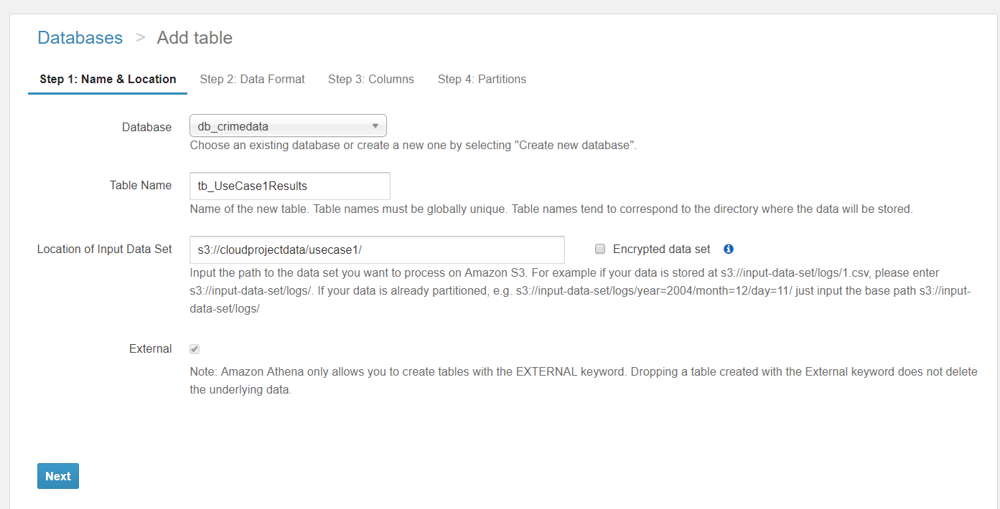 Databases > Add table
Step 1: Name & Location Step 2: Data Format Step 3: Columns Step 4: Partitions
Database db_crimedata
Choose an existing database or create a new one by selecting "Create new database".
Table Name tb_UseCase1Results
Name of the new table. Table names must be globally unique. Table names tend to correspond to the directory where the data will be stored.
Location of Input Data Set s3://cloudprojectdata/usecase1/ Encrypted data set
Input the path to the data set you want to process on Amazon S3. For example if your data is stored at s3://input-data-set/logs/1.csv, please enter
s3://input-data-set/logs/. If your data is already partitioned, e.g. s3://input-data-set/logs/year=2004/month=12/day=11/ just input the base path s3://input-
data-set/logs/
External
Note: Amazon Athena only allows you to create tables with the EXTERNAL keyword. Dropping a table created with the External keyword does not delete
the underlying data.
Next